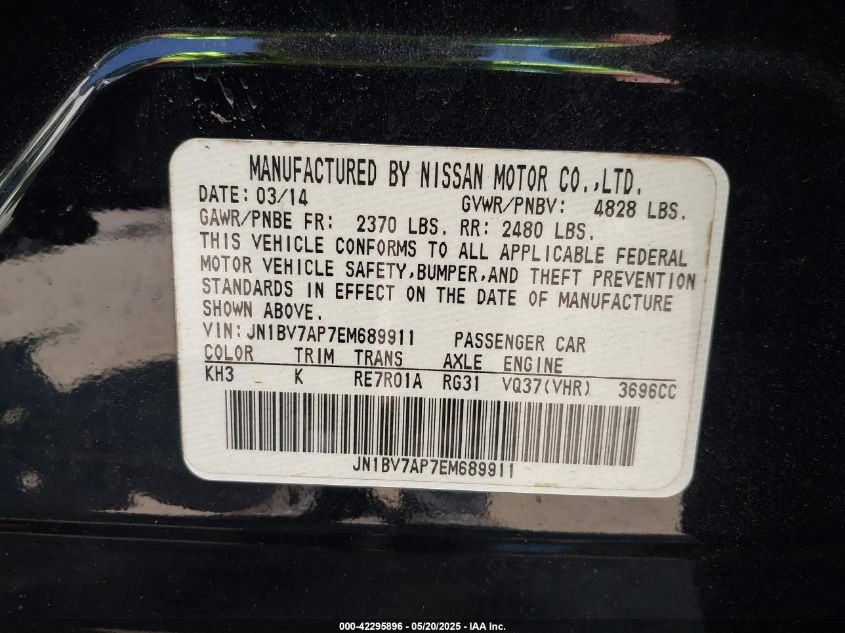 MANUFACTURED BY NISSAN MOTOR CO.,LTD.
DATE: 03/14 GVWR/PNBV: 4828 LBS.
GAWR/PNBE FR: 2370 LBS. RR: 2480 LBS.
THIS VEHICLE CONFORMS TO ALL APPLICABLE FEDERAL
MOTOR VEHICLE SAFETY,BUMPER,AND THEFT PREVENTION
STANDARDS IN EFFECT ON THE DATE OF MANUFACTURE
SHOWN ABOVE.
VIN:JN1BV7AP7EM689911 PASSENGER CAR
COLOR TRIM TRANS AXLE ENGINE
KH3 K RE7R01A RG31 VQ37(VHR) 3696CC
JN1BV7AP7EM689911
000-42295896 - 05/20/2025 - IAA Inc.